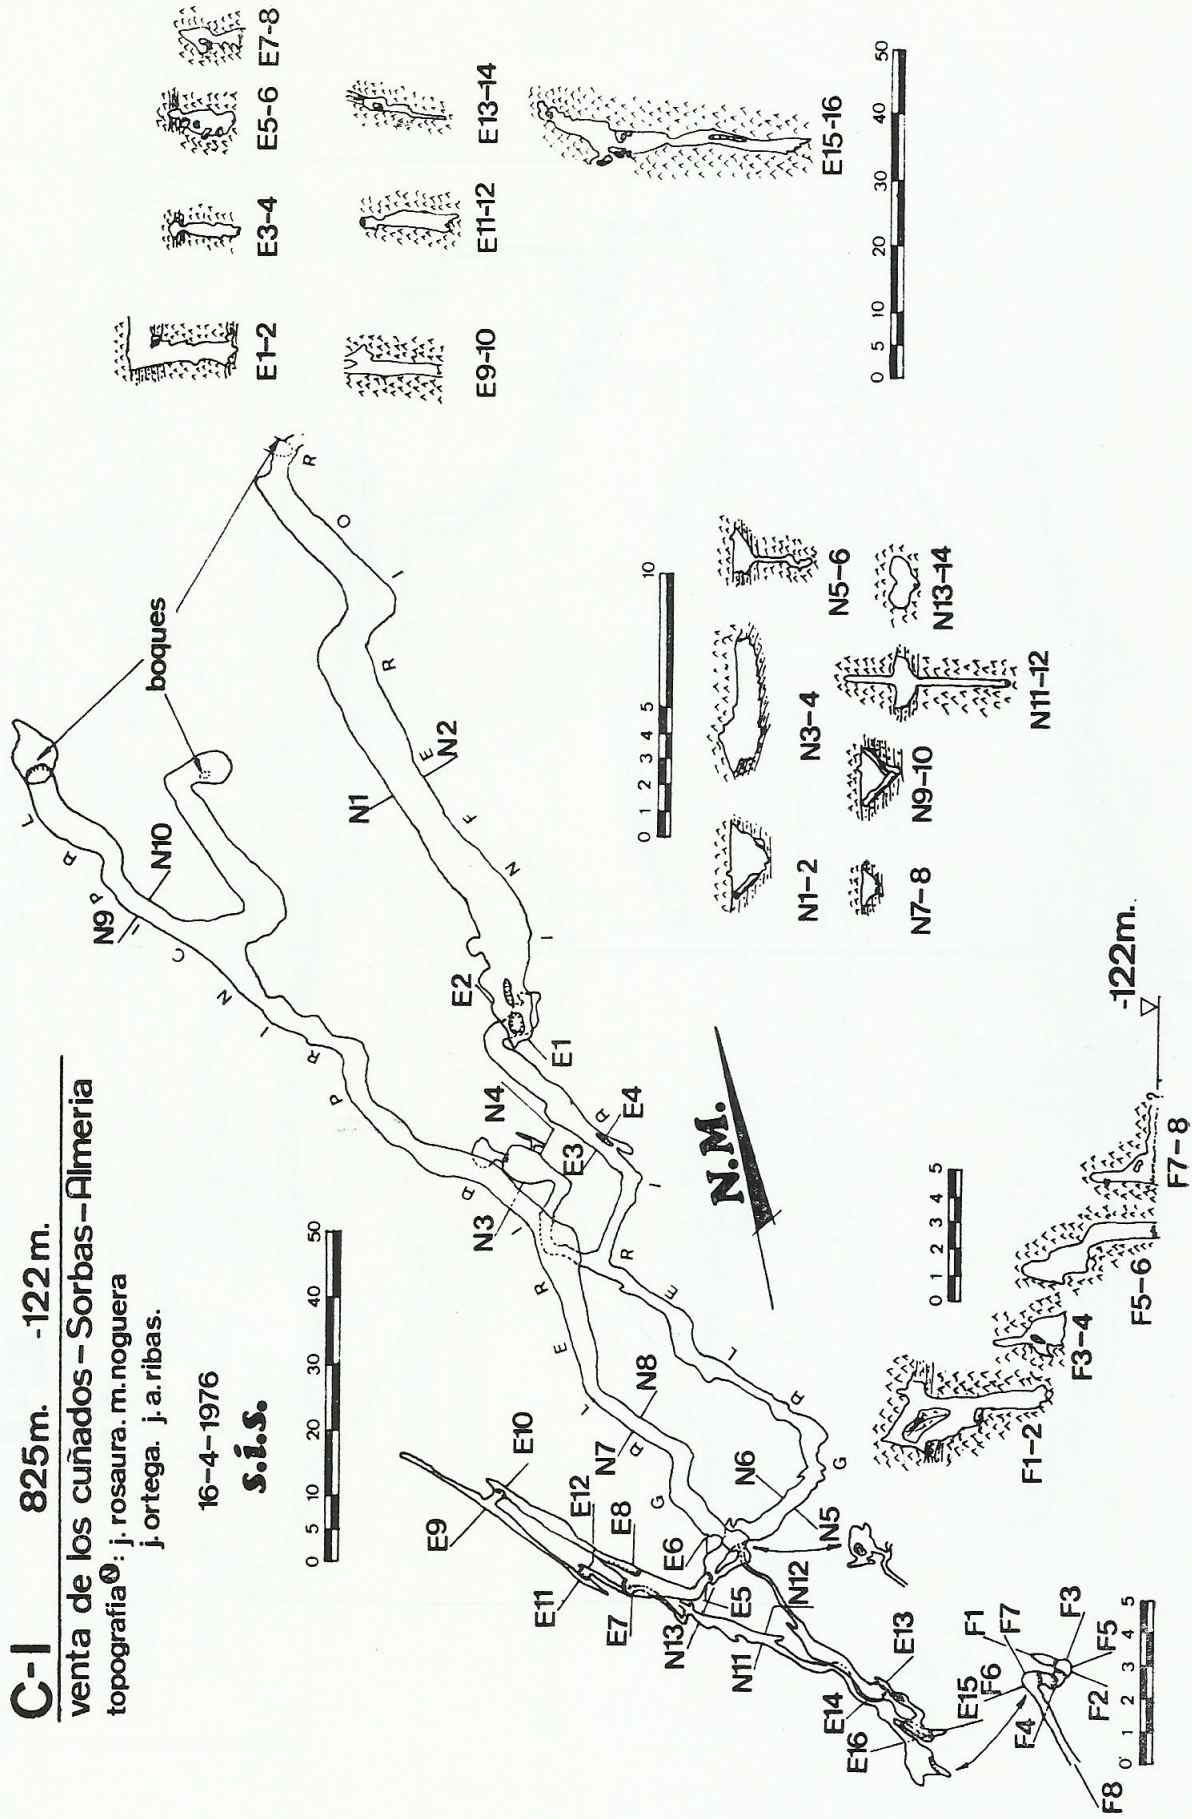 C-I 825m. -122m.
venta de los cuñados-Sorbas-Almeria
topografia N: j. rosaura. m. noguera
j. ortega. j.a. ribas.
16-4-1976
s.i.s.
0 5 10 20 30 40 50
boques
GALERIA PRINCIPAL
GALERIA INFERIOR
N9
N10
N1
N2
E2
E1
N4
N3
E3
E4
N.M.
N7
N8
N6
N5
E9
E10
E12
E8
E11
E7
E6
E5
N13
N12
N11
E13
E14
E15
E16
F1
F7
F3
F6
F5
F4
F2
F8
0 1 2 3 4 5
E1-2
E3-4
E5-6
E7-8
E9-10
E11-12
E13-14
E15-16
0 5 10 20 30 40 50
0 1 2 3 4 5 10
N1-2
N3-4
N5-6
N7-8
N9-10
N11-12
N13-14
0 1 2 3 4 5
F1-2
F3-4
F5-6
F7-8
?
-122m.